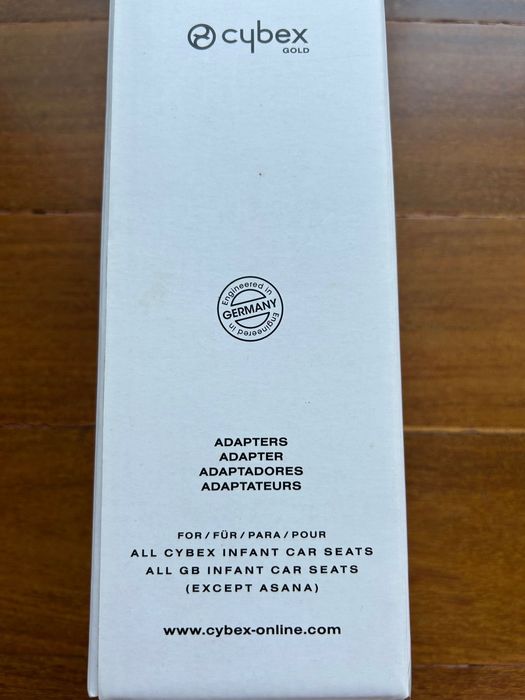 cybex
GOLD
Engineered in
GERMANY
Engineered in
ADAPTERS
ADAPTER
ADAPTADORES
ADAPTATEURS
FOR / FÜR / PARA / POUR
ALL CYBEX INFANT CAR SEATS
ALL GB INFANT CAR SEATS
(EXCEPT ASANA)
www.cybex-online.com